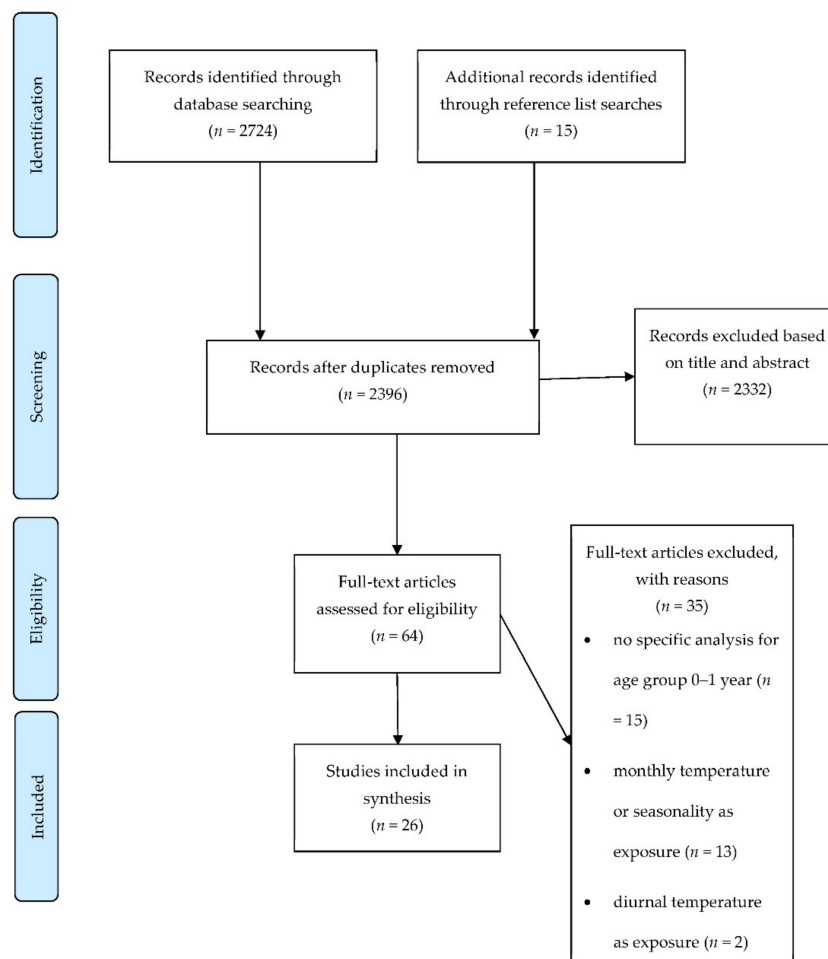 Identification
Records identified through
database searching
(n = 2724)
Additional records identified
through reference list searches
(n = 15)
Screening
Records after duplicates removed
(n = 2396)
Records excluded based
on title and abstract
(n = 2332)
Eligibility
Full-text articles
assessed for eligibility
(n = 64)
Full-text articles excluded,
with reasons
(n = 35)
• no specific analysis for
age group 0–1 year (n
= 15)
• monthly temperature
or seasonality as
exposure (n = 13)
• diurnal temperature
as exposure (n = 2)
Included
Studies included in
synthesis
(n = 26)